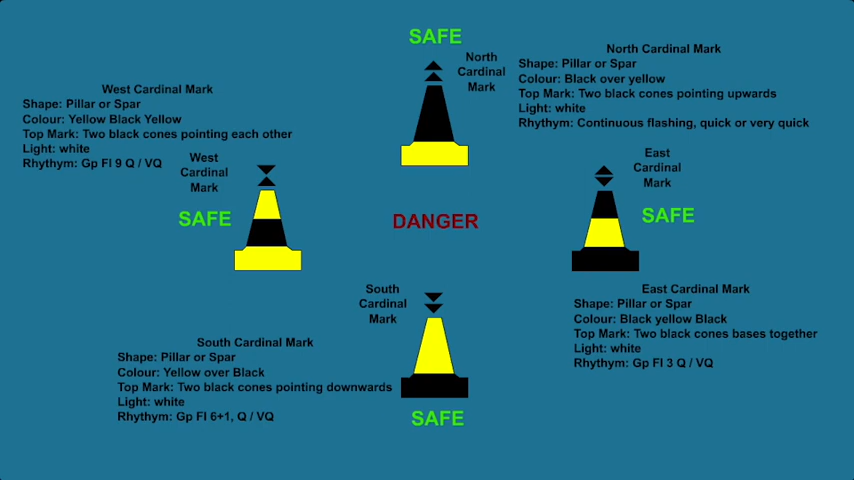 SAFE
North
Cardinal
Mark
North Cardinal Mark
Shape: Pillar or Spar
Colour: Black over yellow
Top Mark: Two black cones pointing upwards
Light: white
Rhythym: Continuous flashing, quick or very quick
West Cardinal Mark
Shape: Pillar or Spar
Colour: Yellow Black Yellow
Top Mark: Two black cones pointing each other
Light: white
Rhythym: Gp Fl 9 Q / VQ
West
Cardinal
Mark
SAFE
DANGER
East
Cardinal
Mark
SAFE
East Cardinal Mark
Shape: Pillar or Spar
Colour: Black yellow Black
Top Mark: Two black cones bases together
Light: white
Rhythym: Gp Fl 3 Q / VQ
South
Cardinal
Mark
South Cardinal Mark
Shape: Pillar or Spar
Colour: Yellow over Black
Top Mark: Two black cones pointing downwards
Light: white
Rhythym: Gp Fl 6+1, Q / VQ
SAFE